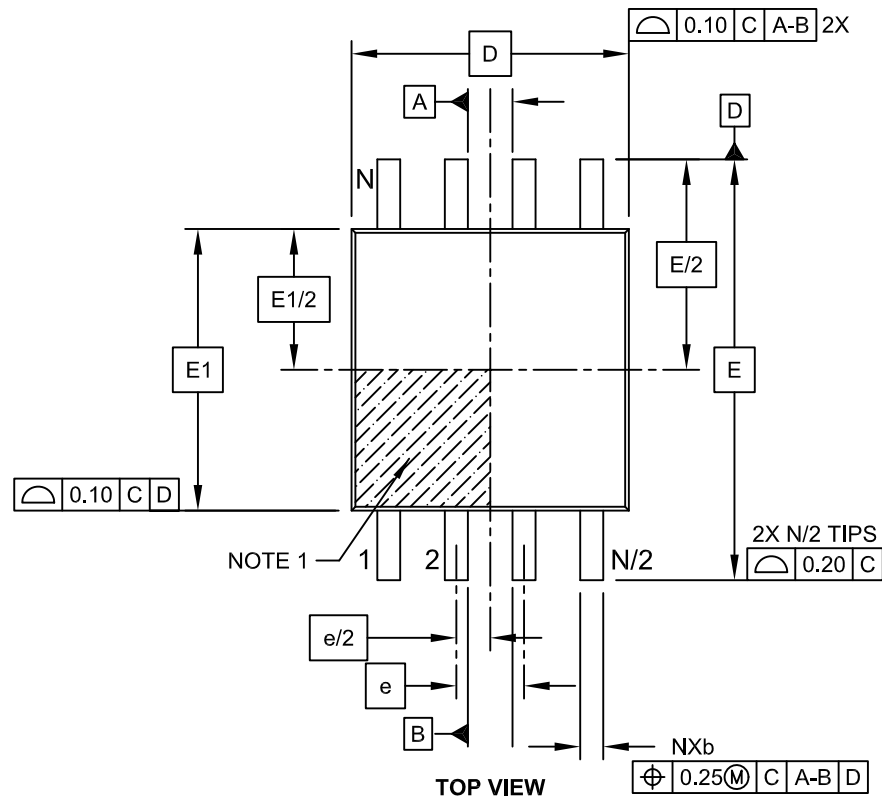 0.10 C A-B 2X
D
A
D
N
E/2
E1/2
E1
E
0.10 C D
2X N/2 TIPS
NOTE 1
1
2
N/2
0.20 C
e/2
e
B
NXb
0.25Ⓜ C A-B D
TOP VIEW